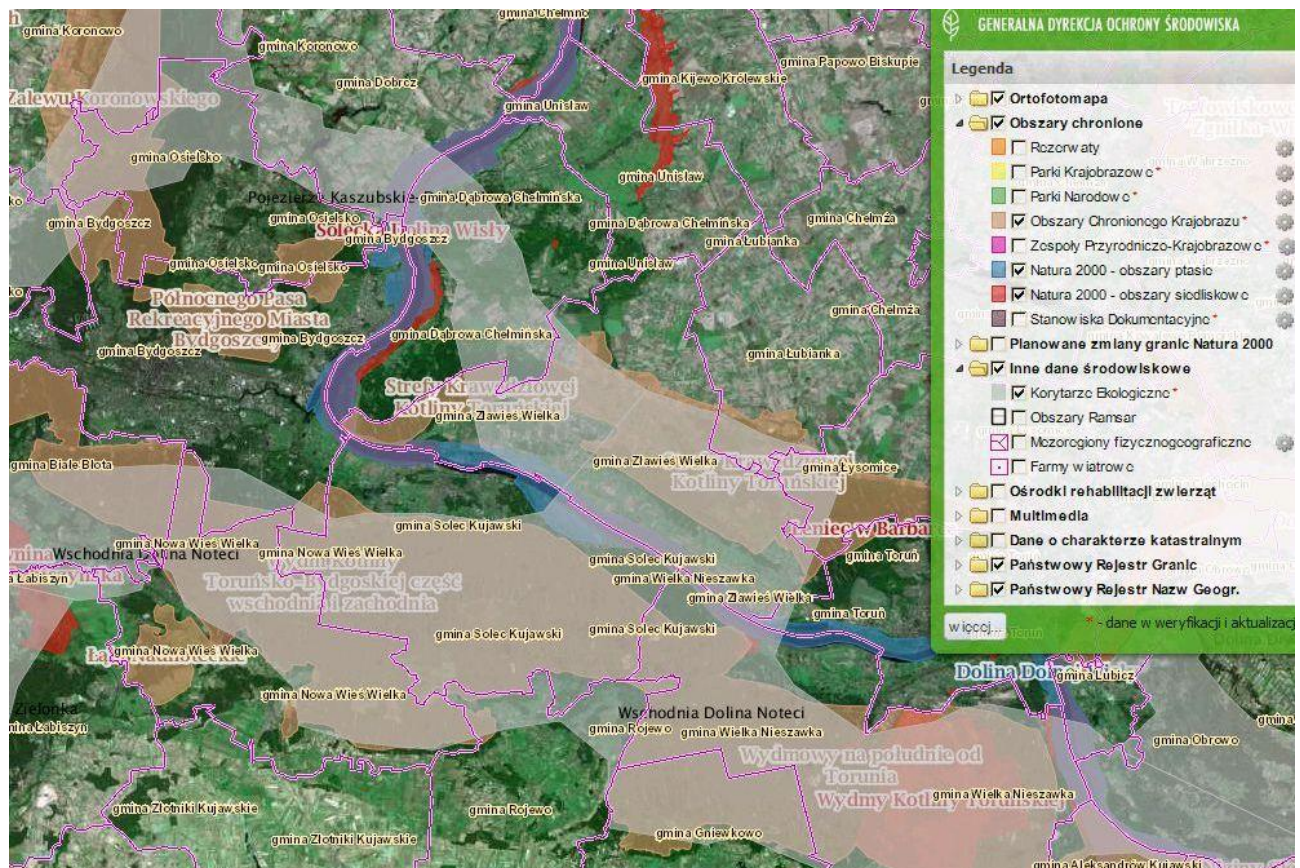 gmina Chełmno
gmina Koronowo
gmina Koronowo
gmina Dobrcz
gmina Kijewo Królewskie
gmina Papowo Biskupie
Zalewu Koronowskiego
gmina Unisław
gmina Osielsko
gmina Unisław
Pojezierze Kaszubskie
gmina Dąbrowa Chełmińska
gmina Bydgoszcz
gmina Osielsko
gmina Dąbrowa Chełmińska
gmina Chełmża
Solecka Dolina Wisły
gmina Bydgoszcz
gmina Łubianka
gmina Osielsko
gmina Osielsko
gmina Unisław
Północnego Pasa
Rekreacyjnego Miasta
Bydgoszczy
gmina Chełmża
gmina Bydgoszcz
gmina Dąbrowa Chełmińska
gmina Bydgoszcz
gmina Łubianka
Strefy Krawędziowej
Kotliny Toruńskiej
gmina Zławieś Wielka
gmina Białe Błota
gmina Zławieś Wielka
Krawędziowej
gmina Łysomice
Kotliny Toruńskiej
gmina Solec Kujawski
gmina Nowa Wieś Wielka
Wschodnia Dolina Noteci
gmina Nowa Wieś Wielka
gmina Solec Kujawski
gmina Toruń
Wydmy Kotliny
Toruńsko-Bydgoskiej część
wschodnia i zachodnia
gmina Wielka Nieszawka
a Łabiszyn
gmina Zławieś Wielka
gmina Toruń
gmina Solec Kujawski
gmina Solec Kujawski
gmina Nowa Wieś Wielka
Dolina Dolnej
gmina Lubicz
gmina Nowa Wieś Wielka
Zielonka
mina Łabiszyn
Wschodnia Dolina Noteci
gmina Rojewo
gmina Wielka Nieszawka
gmina Obrowo
Wydmowy na południe od
Torunia
Wydmy Kotliny Toruńskiej
gmina Wielka Nieszawka
gmina Złotniki Kujawskie
gmina Rojewo
gmina Złotniki Kujawskie
gmina Gniewkowo
gmina Aleksandrów Kujawski
GENERALNA DYREKCJA OCHRONY ŚRODOWISKA
Legenda
Ortofotomapa
Obszary chronione
Rezerwaty
Parki Krajobrazowe *
Parki Narodowe *
Obszary Chronionego Krajobrazu *
Zespoły Przyrodniczo-Krajobrazowe *
Natura 2000 - obszary ptasie
Natura 2000 - obszary siedliskowe
Stanowiska Dokumentacyjne *
Planowane zmiany granic Natura 2000
Inne dane środowiskowe
Korytarze Ekologiczne *
Obszary Ramsar
Mezoregiony fizycznogeograficzne
Farmy wiatrowe
Ośrodki rehabilitacji zwierząt
Multimedia
Dane o charakterze katastralnym
Państwowy Rejestr Granic
Państwowy Rejestr Nazw Geogr.
więcej...
* - dane w weryfikacji i aktualizacji